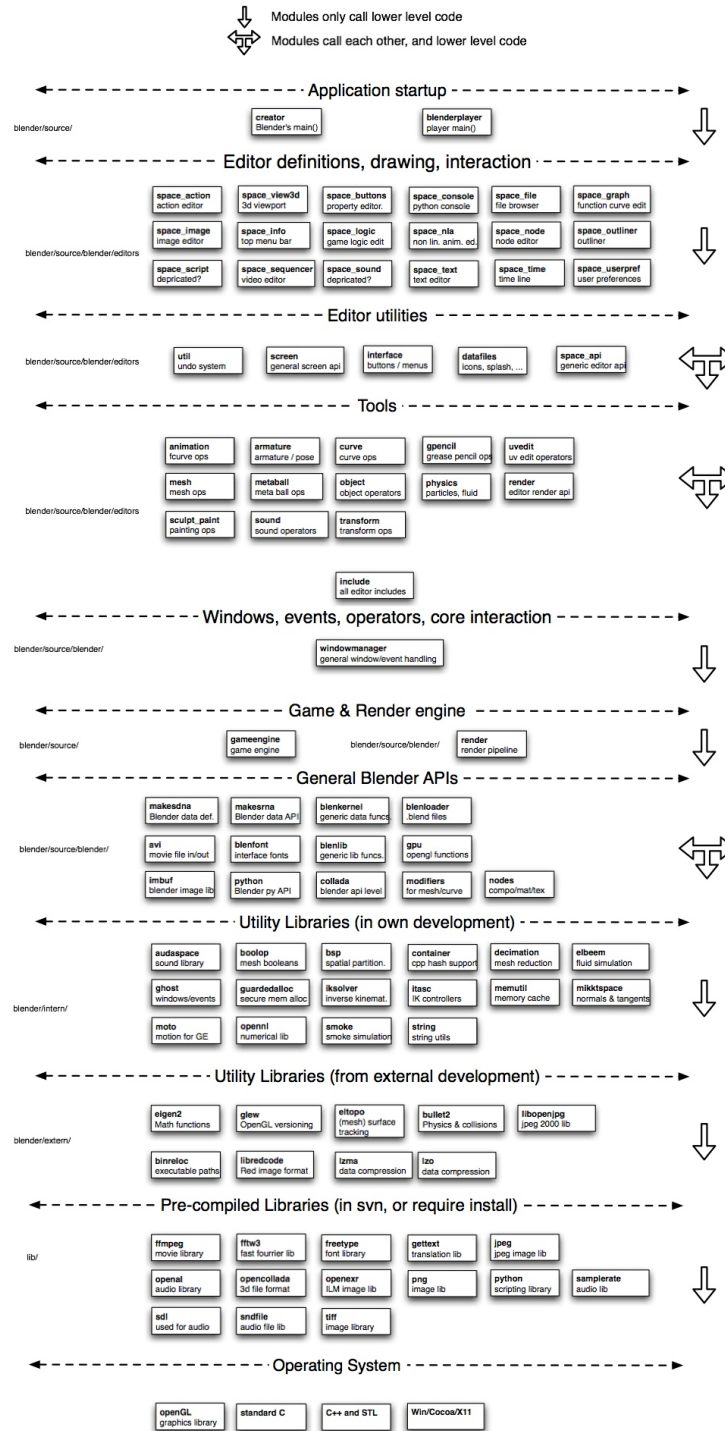 Modules only call lower level code
Modules call each other, and lower level code
Application startup
blender/source/
creator
Blender's main()
blenderplayer
player main()
Editor definitions, drawing, interaction
blender/source/blender/editors
space_action
action editor
space_view3d
3d viewport
space_buttons
property editor.
space_console
python console
space_file
file browser
space_graph
function curve edit
space_image
image editor
space_info
top menu bar
space_logic
game logic edit
space_nla
non lin. anim. ed.
space_node
node editor
space_outliner
outliner
space_script
depricated?
space_sequencer
video editor
space_sound
depricated?
space_text
text editor
space_time
time line
space_userpref
user preferences
Editor utilities
blender/source/blender/editors
util
undo system
screen
general screen api
interface
buttons / menus
datafiles
icons, splash, ...
space_api
generic editor api
Tools
blender/source/blender/editors
animation
fcurve ops
armature
armature / pose
curve
curve ops
gpencil
grease pencil ops
uvedit
uv edit operators
mesh
mesh ops
metaball
meta ball ops
object
object operators
physics
particles, fluid
render
editor render api
sculpt_paint
painting ops
sound
sound operators
transform
transform ops
include
all editor includes
Windows, events, operators, core interaction
blender/source/blender/
windowmanager
general window/event handling
Game & Render engine
blender/source/
gameengine
game engine
blender/source/blender/
render
render pipeline
General Blender APIs
blender/source/blender/
makesdna
Blender data def.
makesrna
Blender data API
blenkernel
generic data funcs.
blenloader
.blend files
avi
movie file in/out
blenfont
interface fonts
blenlib
generic lib funcs.
gpu
opengl functions
imbuf
blender image lib
python
Blender py API
collada
blender api level
modifiers
for mesh/curve
nodes
compo/mat/tex
Utility Libraries (in own development)
blender/intern/
audaspace
sound library
boolop
mesh booleans
bsp
spatial partition.
container
cpp hash support
decimation
mesh reduction
elbeem
fluid simulation
ghost
windows/events
guardedalloc
secure mem alloc
iksolver
inverse kinemat.
itasc
IK controllers
memutil
memory cache
mikktspace
normals & tangents
moto
motion for GE
opennl
numerical lib
smoke
smoke simulation
string
string utils
Utility Libraries (from external development)
blender/extern/
eigen2
Math functions
glew
OpenGL versioning
eltopo
(mesh) surface
tracking
bullet2
Physics & collisions
libopenjpg
jpeg 2000 lib
binreloc
executable paths
libredcode
Red image format
lzma
data compression
lzo
data compression
Pre-compiled Libraries (in svn, or require install)
lib/
ffmpeg
movie library
fftw3
fast fourrier lib
freetype
font library
gettext
translation lib
jpeg
jpeg image lib
openal
audio library
opencollada
3d file format
openexr
ILM image lib
png
image lib
python
scripting library
samplerate
audio lib
sdl
used for audio
sndfile
audio file lib
tiff
image library
Operating System
openGL
graphics library
standard C
C++ and STL
Win/Cocoa/X11